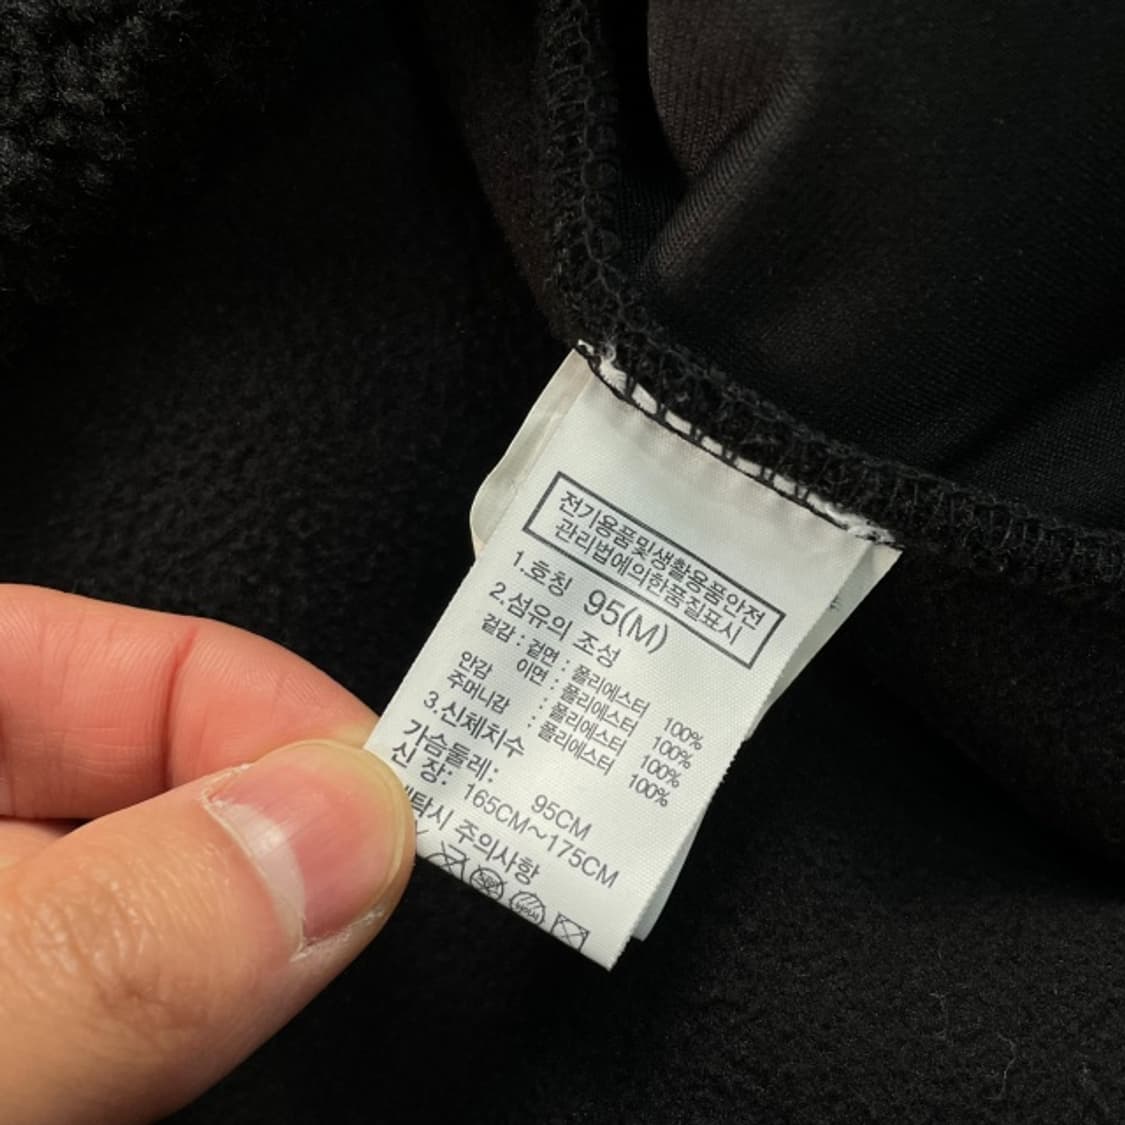 전기용품및생활용품안전
관리법에의한품질표시
1.호칭 95(M)
2.섬유의 조성
겉감 : 겉면 : 폴리에스터 100%
이면 : 폴리에스터 100%
안감 : 폴리에스터 100%
주머니감 : 폴리에스터 100%
3.신체치수
가슴둘레: 95CM
신 장: 165CM~175CM
주의사항